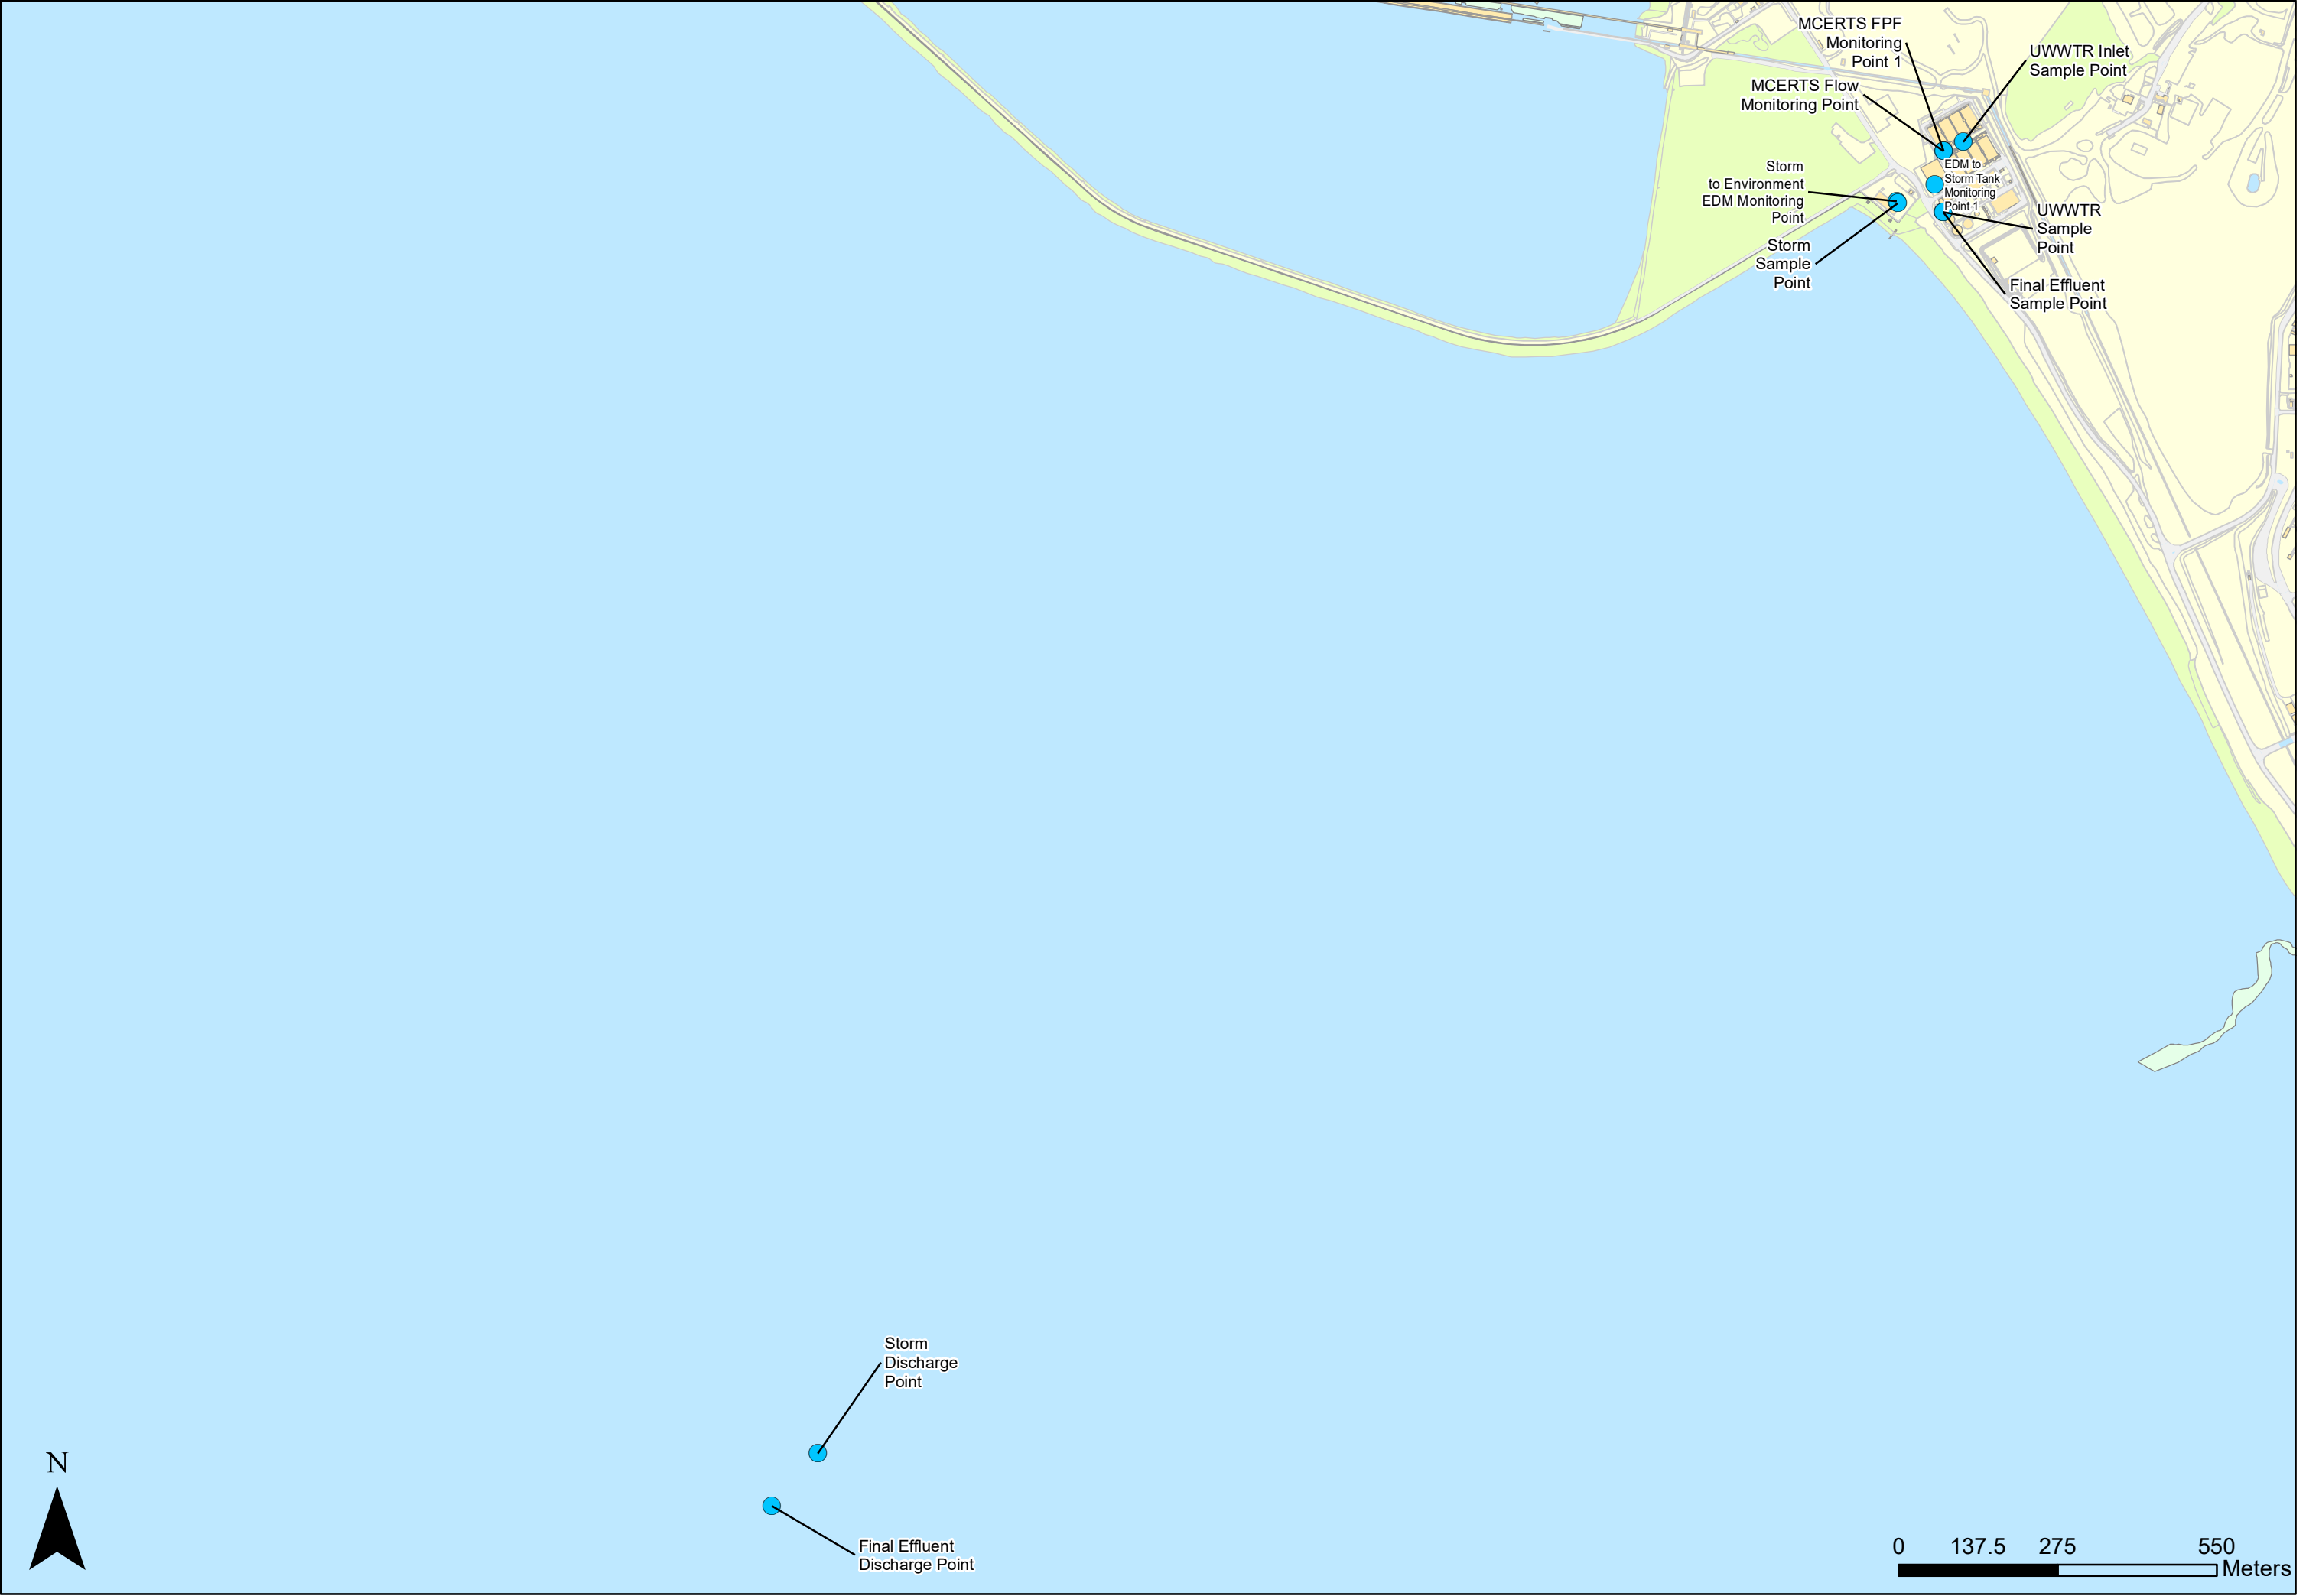 MCERTS FPF
Monitoring
Point 1
UWWTR Inlet
Sample Point
MCERTS Flow
Monitoring Point
EDM to
Storm Tank
Monitoring
Point 1
Storm
to Environment
EDM Monitoring
Point
UWWTR
Sample
Point
Storm
Sample
Point
Final Effluent
Sample Point
Storm
Discharge
Point
Final Effluent
Discharge Point
N
0 137.5 275 550
Meters